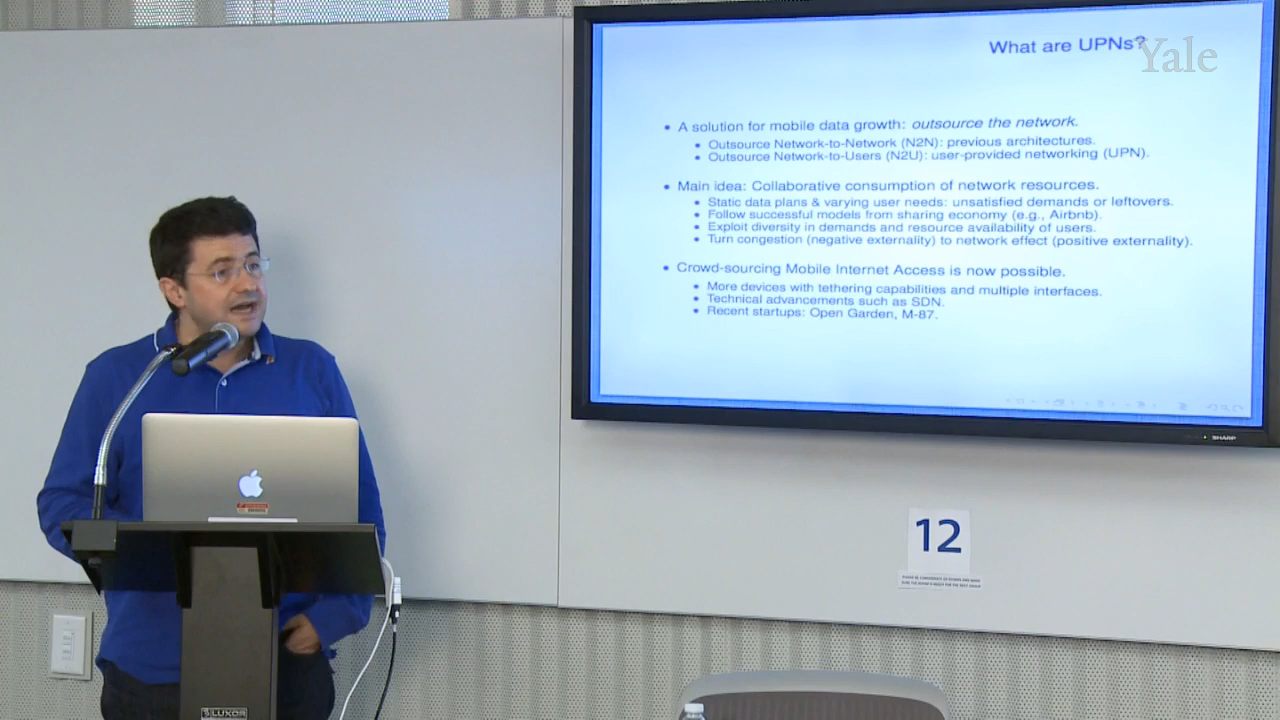 What are UPNs?
Yale
• A solution for mobile data growth: outsource the network.
• Outsource Network-to-Network (N2N): previous architectures.
• Outsource Network-to-Users (N2U): user-provided networking (UPN).
• Main idea: Collaborative consumption of network resources.
• Static data plans & varying user needs: unsatisfied demands or leftovers.
• Follow successful models from sharing economy (e.g., Airbnb).
• Exploit diversity in demands and resource availability of users.
• Turn congestion (negative externality) to network effect (positive externality).
• Crowd-sourcing Mobile Internet Access is now possible.
• More devices with tethering capabilities and multiple interfaces.
• Technical advancements such as SDN.
• Recent startups: Open Garden, M-87.
SHARP
12
LUXOR